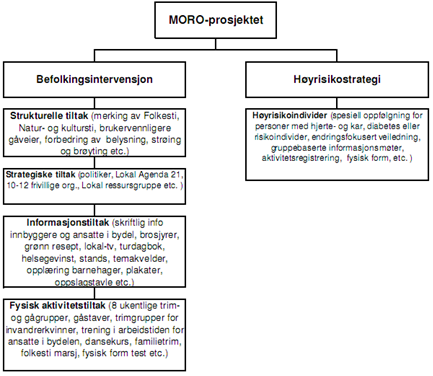 MORO-prosjektet
Befolkingsintervensjon
Høyrisikostrategi
Strukturelle tiltak (merking av Folkesti,
Natur- og kultursti, brukervennligere
gåveier, forbedring av belysning, strøing
og brøyting etc.)
Strategiske tiltak (politiker, Lokal Agenda 21,
10-12 frivillige org., Lokal ressursgruppe etc. )
Informasjonstiltak (skriftlig info
innbyggere og ansatte i bydel, brosjyrer,
grønn resept, lokal-tv, turdagbok,
helsegevinst, stands, temakvelder,
opplæring barnehager, plakater,
oppslagstavle etc.)
Fysisk aktivitetstiltak (8 ukentlige trim-
og gågrupper, gåstaver, trimgrupper for
invandrerkvinner, trening i arbeidstiden for
ansatte i bydelen, dansekurs, familietrim,
folkesti marsj, fysisk form test etc.)
Høyrisikoindivider (spesiell oppfølgning for
personer med hjerte- og kar, diabetes eller
risikoindivider, endringsfokusert veiledning,
gruppebaserte informasjonsmøter,
aktivitetsregistrering, fysisk form, etc. )